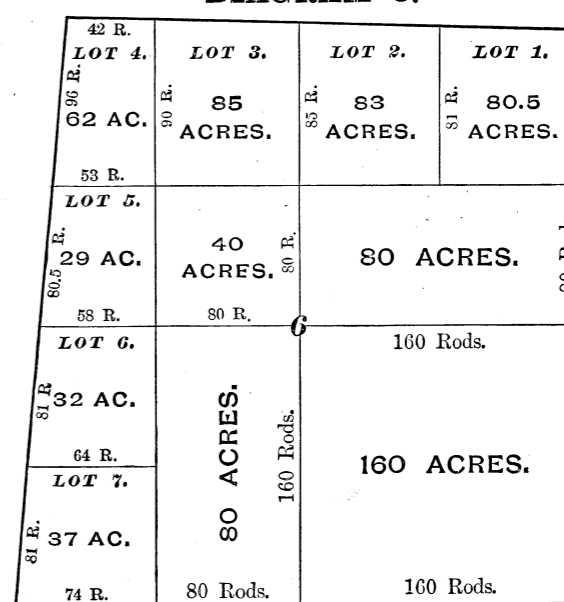 42 R.
LOT 4.
96 R.
62 AC.
53 R.
LOT 3.
90 R.
85
ACRES.
LOT 2.
85 R.
83
ACRES.
LOT 1.
81 R.
80.5
ACRES.
LOT 5.
80.5 R.
29 AC.
58 R.
40
ACRES.
80 R.
80 R.
80 ACRES.
6
LOT 6.
81 R
32 AC.
64 R.
80 ACRES.
160 Rods.
80 Rods.
160 Rods.
160 ACRES.
160 Rods.
LOT 7.
81 R.
37 AC.
74 R.